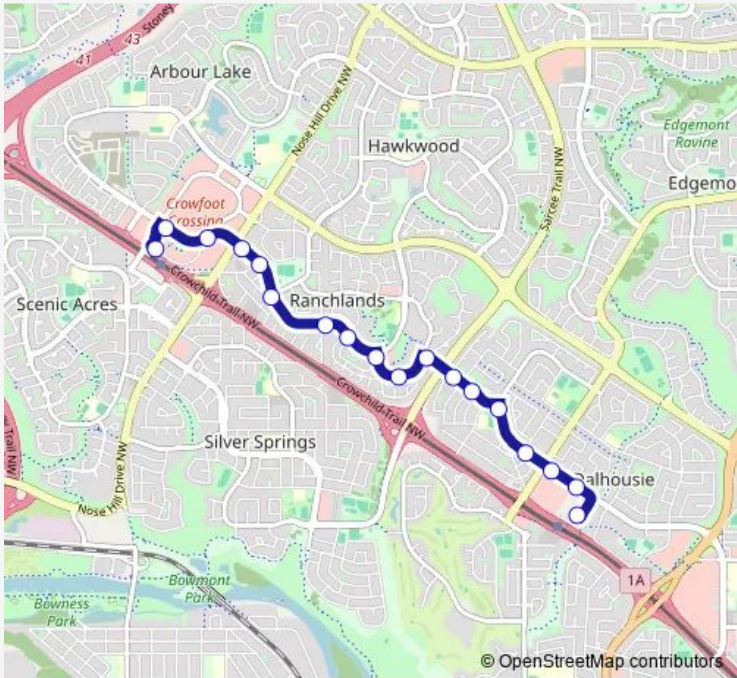 Stoney
43
41
Arbour Lake
Nose Hill Drive NW
Hawkwood
Edgemont
Ravine
Edgemo
Sarcee Trail NW
Crowfoot
Crossing
Scenic Acres
Crowchild Trail NW
Ranchlands
Crowchild Trail NW
Silver Springs
Trail NW
Dalhousie
Nose Hill Drive NW
Bowmont
Park
Bowness
Park
1A
© OpenStreetMap contributors